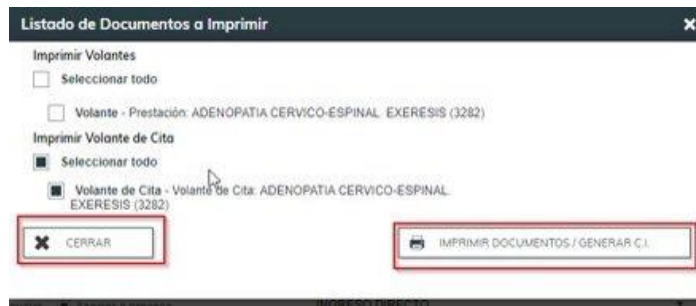 Listado de Documentos a Imprimir
Imprimir Volantes
Seleccionar todo
Volante - Prestación: ADENOPATIA CERVICO-ESPINAL. EXERESIS (3282)
Imprimir Volante de Cita
Seleccionar todo
Volante de Cita - Volante de Cita: ADENOPATIA CERVICO-ESPINAL.
EXERESIS (3282)
CERRAR
IMPRIMIR DOCUMENTOS / GENERAR C.I.
INGRESO DIRECTO